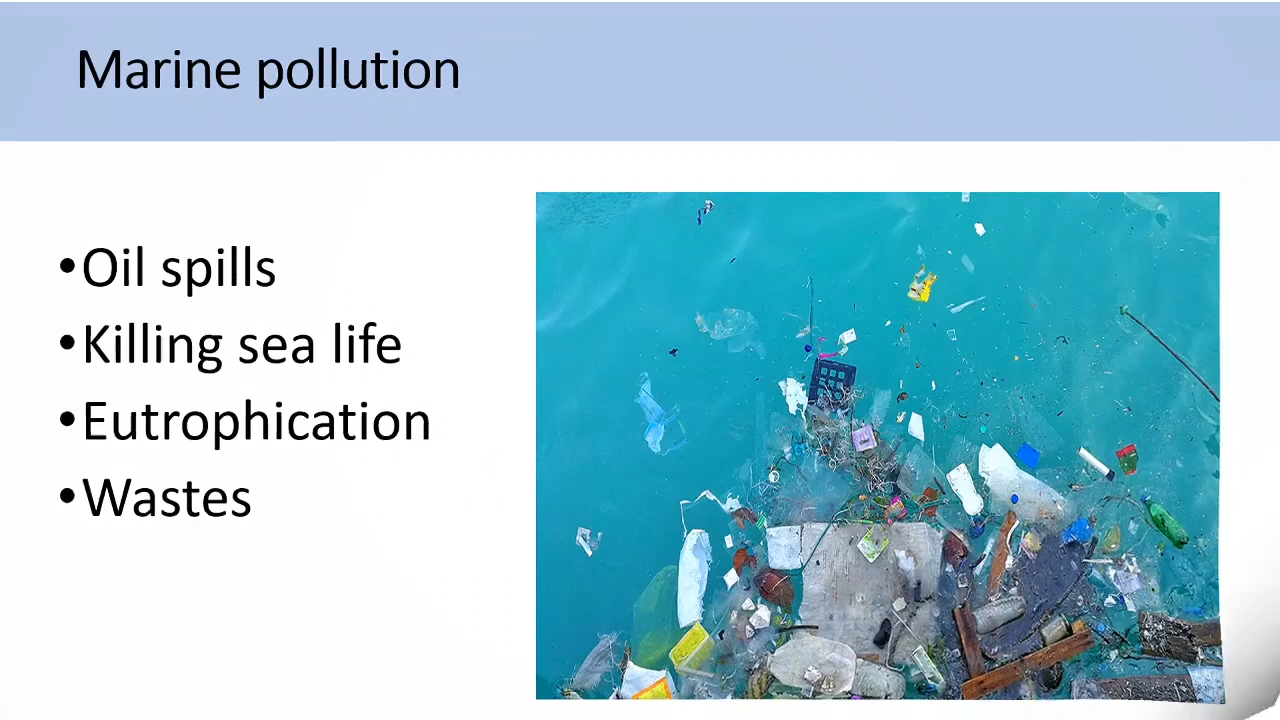 Marine pollution
•Oil spills
•Killing sea life
•Eutrophication
•Wastes